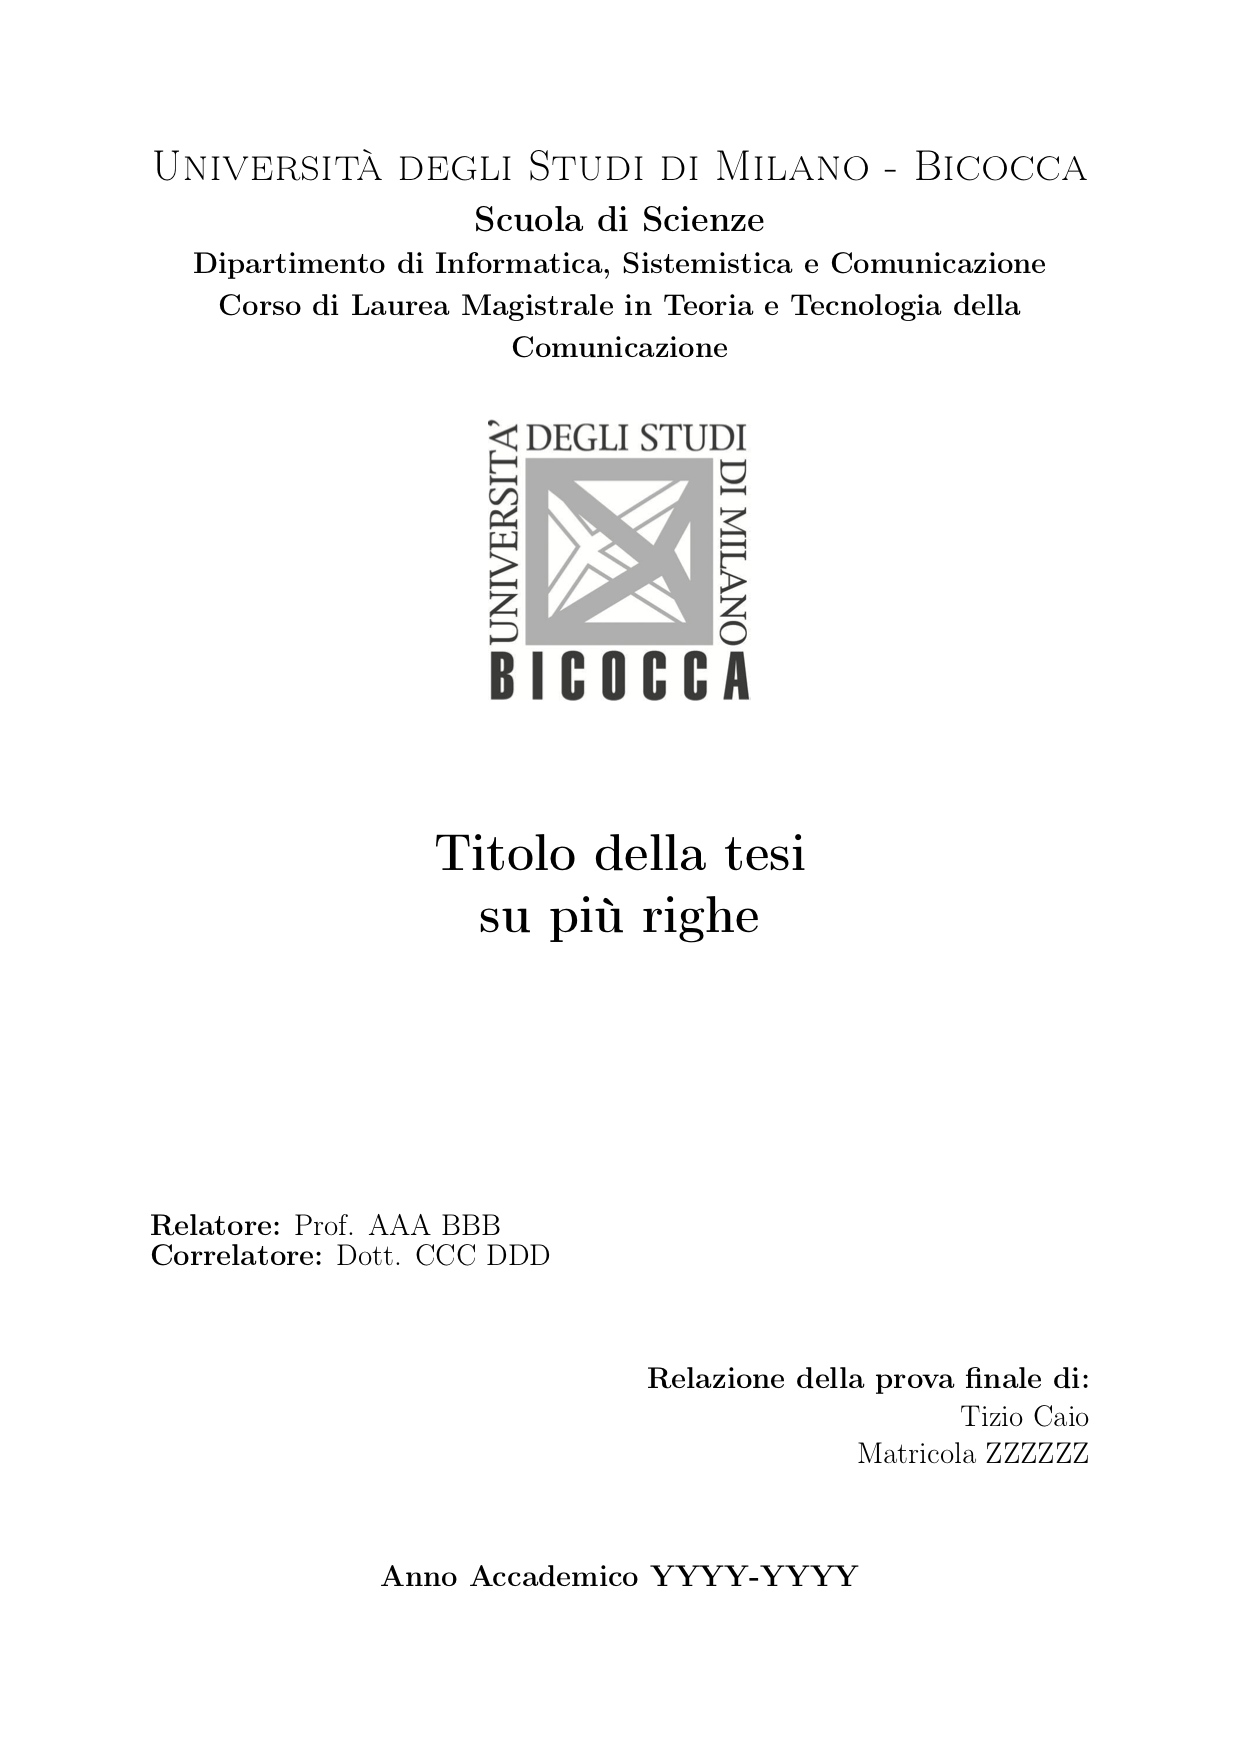 Università degli Studi di Milano - Bicocca
Scuola di Scienze
Dipartimento di Informatica, Sistemistica e Comunicazione
Corso di Laurea Magistrale in Teoria e Tecnologia della
Comunicazione
UNIVERSITA'
DEGLI STUDI
DI MILANO
BICOCCA
Titolo della tesi
su più righe
Relatore: Prof. AAA BBB
Correlatore: Dott. CCC DDD
Relazione della prova finale di:
Tizio Caio
Matricola ZZZZZZ
Anno Accademico YYYY-YYYY